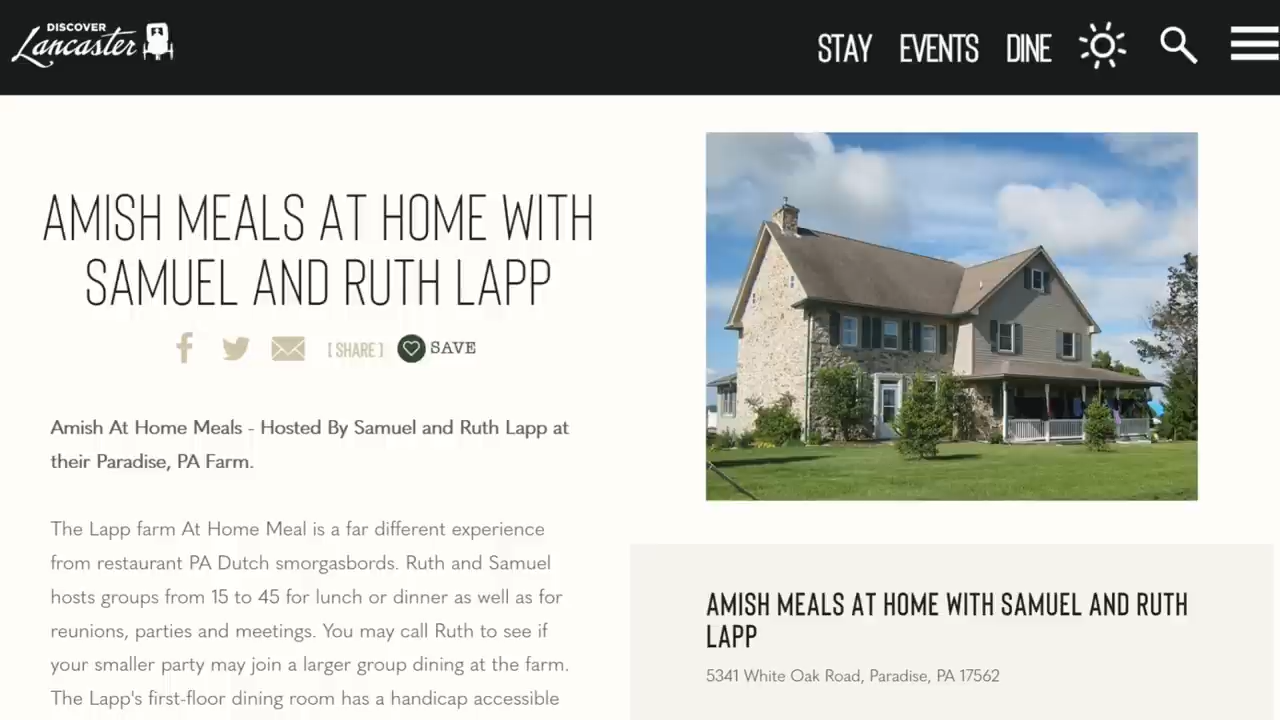 DISCOVER
Lancaster
STAY EVENTS DINE
AMISH MEALS AT HOME WITH
SAMUEL AND RUTH LAPP
[ SHARE ]
SAVE
Amish At Home Meals - Hosted By Samuel and Ruth Lapp at
their Paradise, PA Farm.
The Lapp farm At Home Meal is a far different experience
from restaurant PA Dutch smorgasbords. Ruth and Samuel
hosts groups from 15 to 45 for lunch or dinner as well as for
reunions, parties and meetings. You may call Ruth to see if
your smaller party may join a larger group dining at the farm.
The Lapp's first-floor dining room has a handicap accessible
AMISH MEALS AT HOME WITH SAMUEL AND RUTH
LAPP
5341 White Oak Road, Paradise, PA 17562